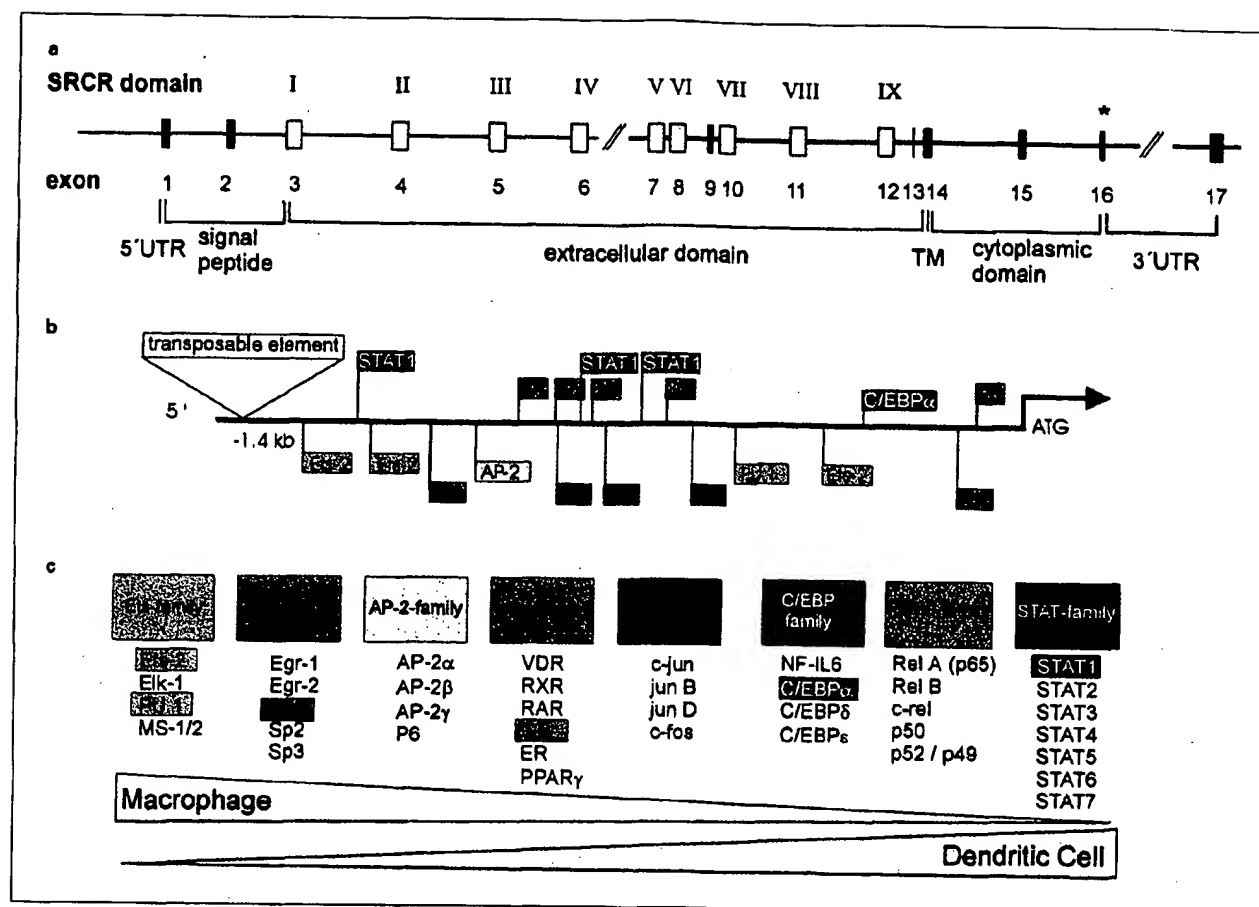 a
SRCR domain I II III IV V VI VII VIII IX *
exon 1 2 3 4 5 6 7 8 9 10 11 12 13 14 15 16 17
5´UTR signal peptide extracellular domain TM cytoplasmic domain 3´UTR
b
transposable element
STAT1 STAT1 STAT1
C/EBPα
5' -1.4 kb ATG
AP-2
c
AP-2-family C/EBP family STAT-family
Egr-1 AP-2α VDR c-jun NF-IL6 Rel A (p65) STAT1
Elk-1 Egr-2 AP-2β RXR jun B C/EBPα Rel B STAT2
AP-2γ RAR jun D C/EBPδ c-rel STAT3
MS-1/2 Sp2 P6 c-fos C/EBPε p50 STAT4
Sp3 ER p52 / p49 STAT5
PPARγ STAT6
STAT7
Macrophage
Dendritic Cell